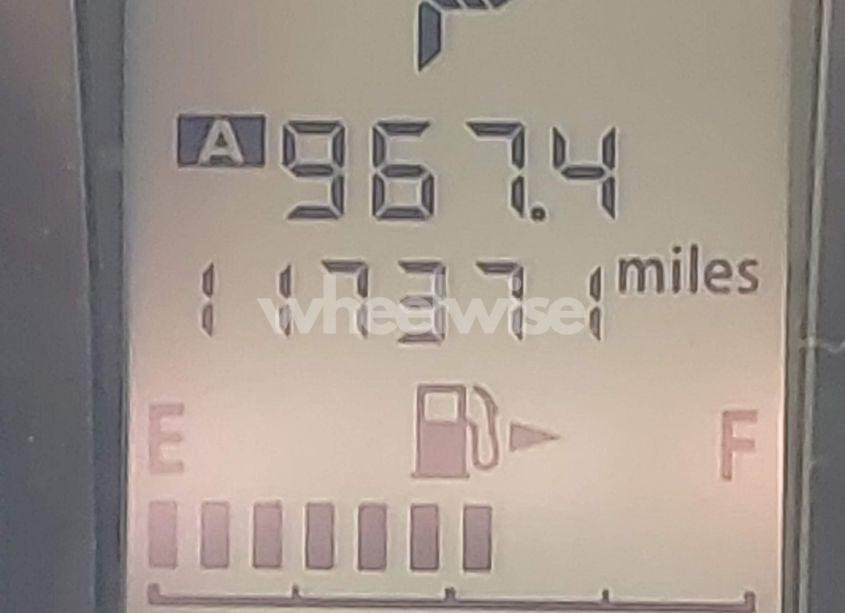 A 967.4
117371 miles
wheelwise
E F